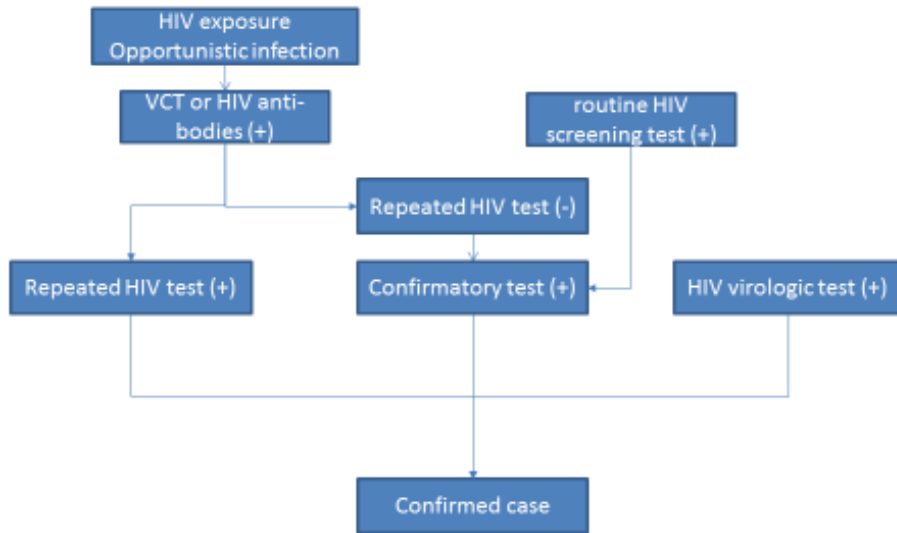 HIV exposure
Opportunistic infection
VCT or HIV anti-
bodies (+)
routine HIV
screening test (+)
Repeated HIV test (-)
Repeated HIV test (+)
Confirmatory test (+)
HIV virologic test (+)
Confirmed case